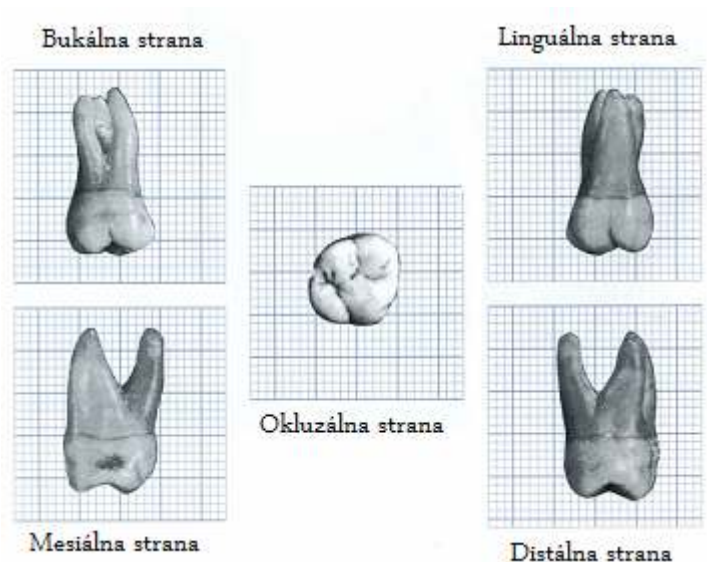 Bukálna strana
Linguálna strana
Okluzálna strana
Mesiálna strana
Distálna strana